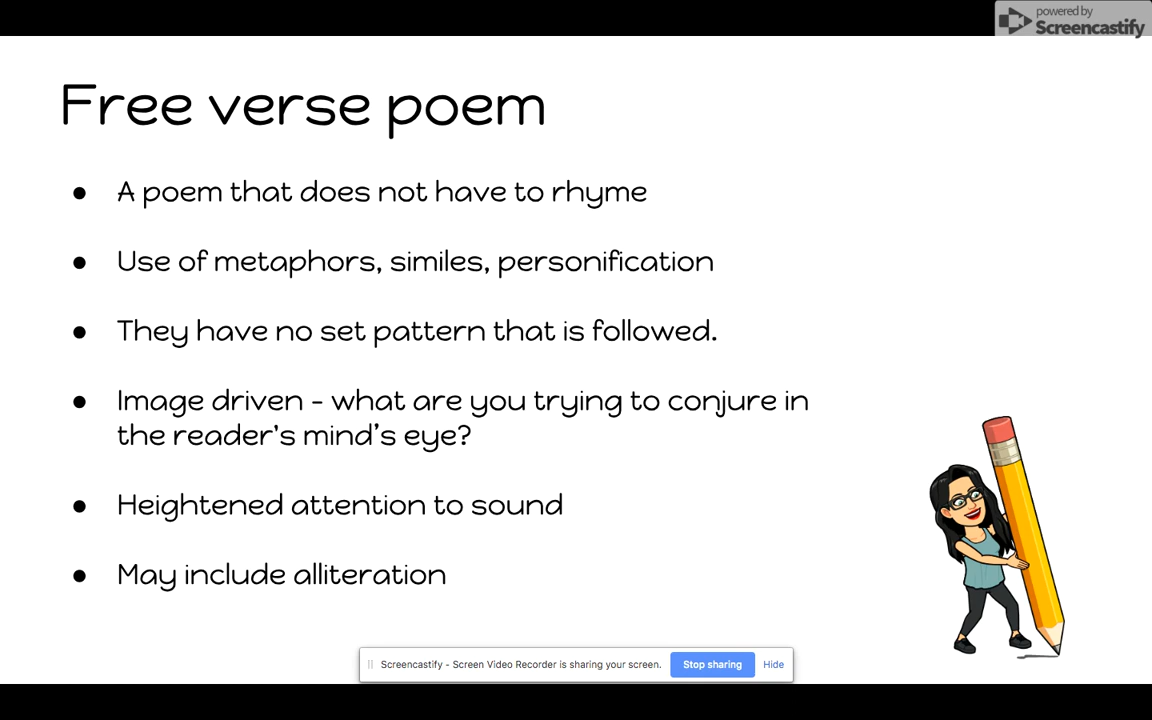 powered by
Screencastify
Free verse poem
● A poem that does not have to rhyme
● Use of metaphors, similes, personification
● They have no set pattern that is followed.
● Image driven - what are you trying to conjure in
the reader's mind’s eye?
● Heightened attention to sound
● May include alliteration
Screencastify - Screen Video Recorder is sharing your screen. Stop sharing Hide